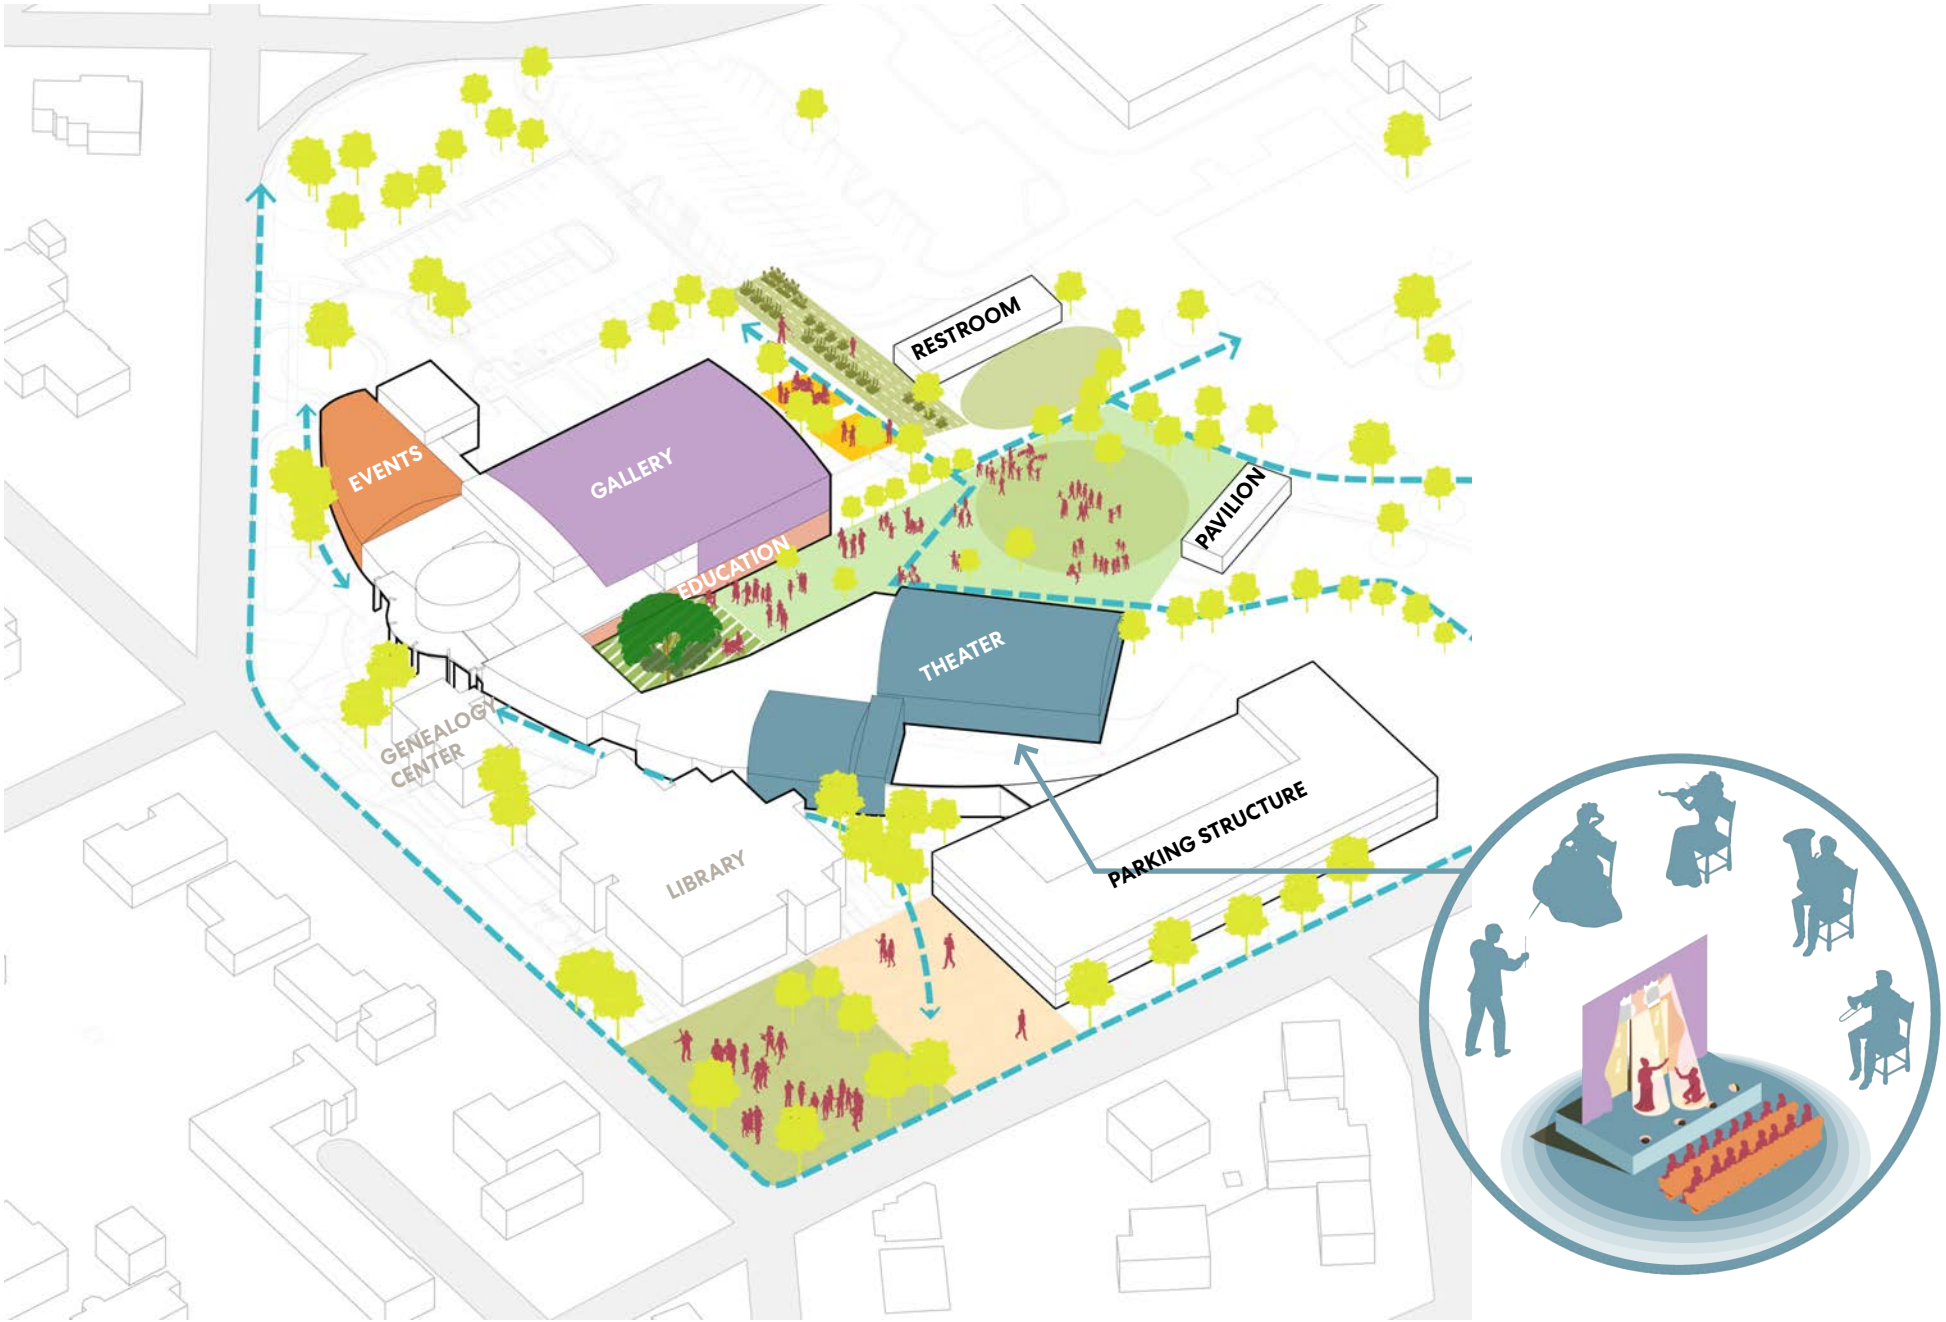 RESTROOM
EVENTS
GALLERY
PAVILION
EDUCATION
THEATER
GENEALOGY
CENTER
PARKING STRUCTURE
LIBRARY